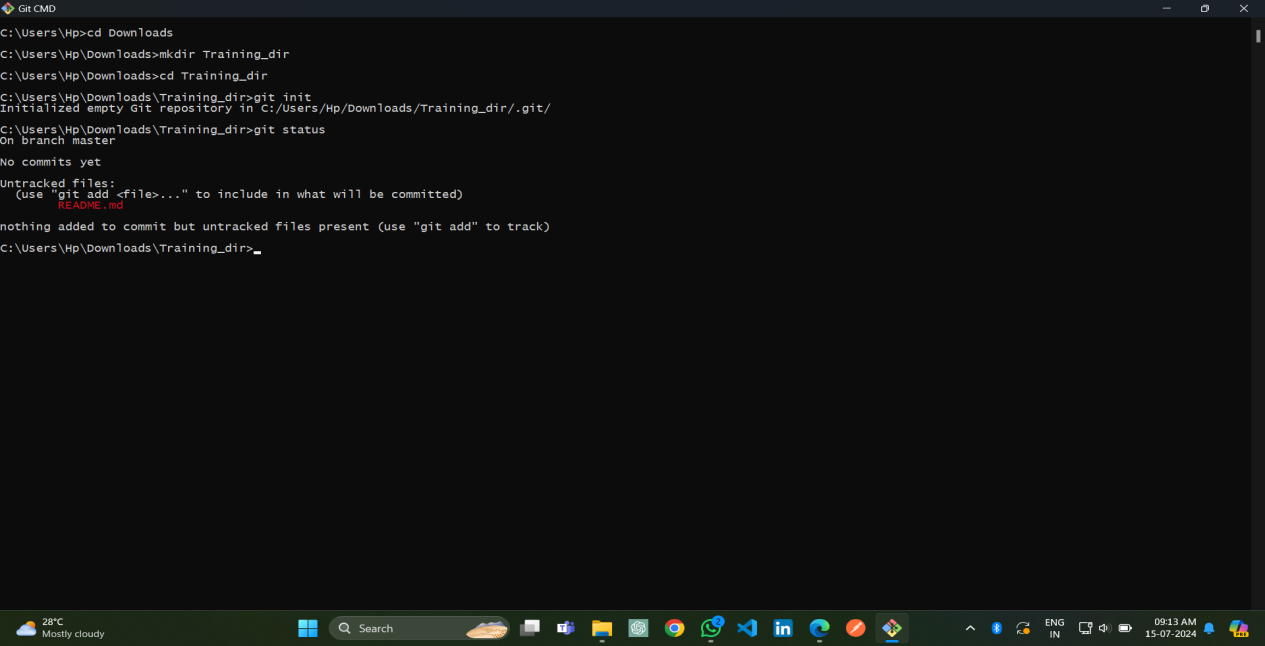 Git CMD
C:\Users\Hp>cd Downloads
C:\Users\Hp\Downloads>mkdir Training_dir
C:\Users\Hp\Downloads>cd Training_dir
C:\Users\Hp\Downloads\Training_dir>git init
Initialized empty Git repository in C:/Users/Hp/Downloads/Training_dir/.git/
C:\Users\Hp\Downloads\Training_dir>git status
On branch master
No commits yet
Untracked files:
  (use "git add <file>..." to include in what will be committed)
        README.md
nothing added to commit but untracked files present (use "git add" to track)
C:\Users\Hp\Downloads\Training_dir>
28°C
Mostly cloudy
Search
2
ENG
IN
09:13 AM
15-07-2024
PRE